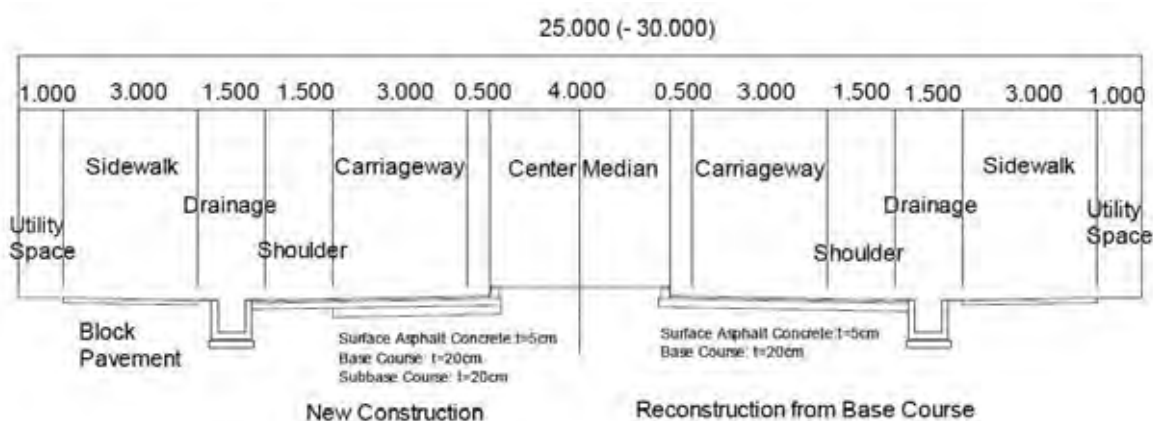 25.000 (- 30.000)
1.000 3.000 1.500 1.500 3.000 0.500 4.000 0.500 3.000 1.500 1.500 3.000 1.000
Sidewalk Carriageway Center Median Carriageway Sidewalk
Drainage Drainage
Utility Space
Shoulder Shoulder
Utility Space
Block
Pavement
Surface Asphalt Concrete:t=5cm
Base Course: t=20cm
Subbase Course: t=20cm
Surface Asphalt Concrete:t=5cm
Base Course: t=20cm
New Construction Reconstruction from Base Course